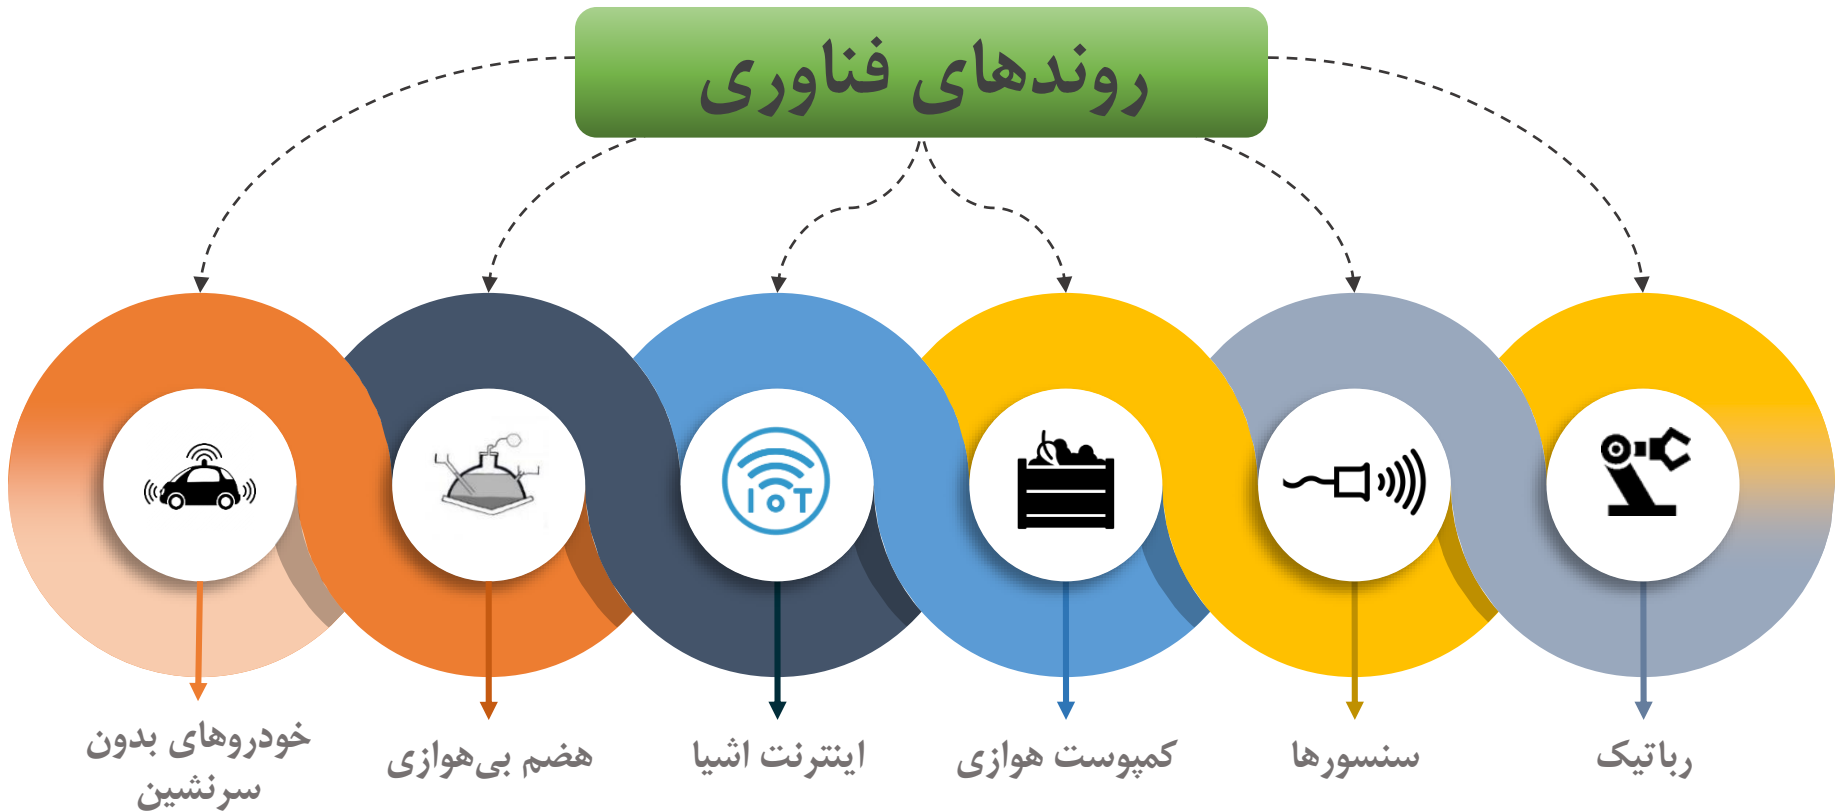 روندهای فناوری
رباتیک
سنسورها
کمپوست هوازی
IoT
اینترنت اشیا
هضم بی‌هوازی
خودروهای بدون
سرنشین